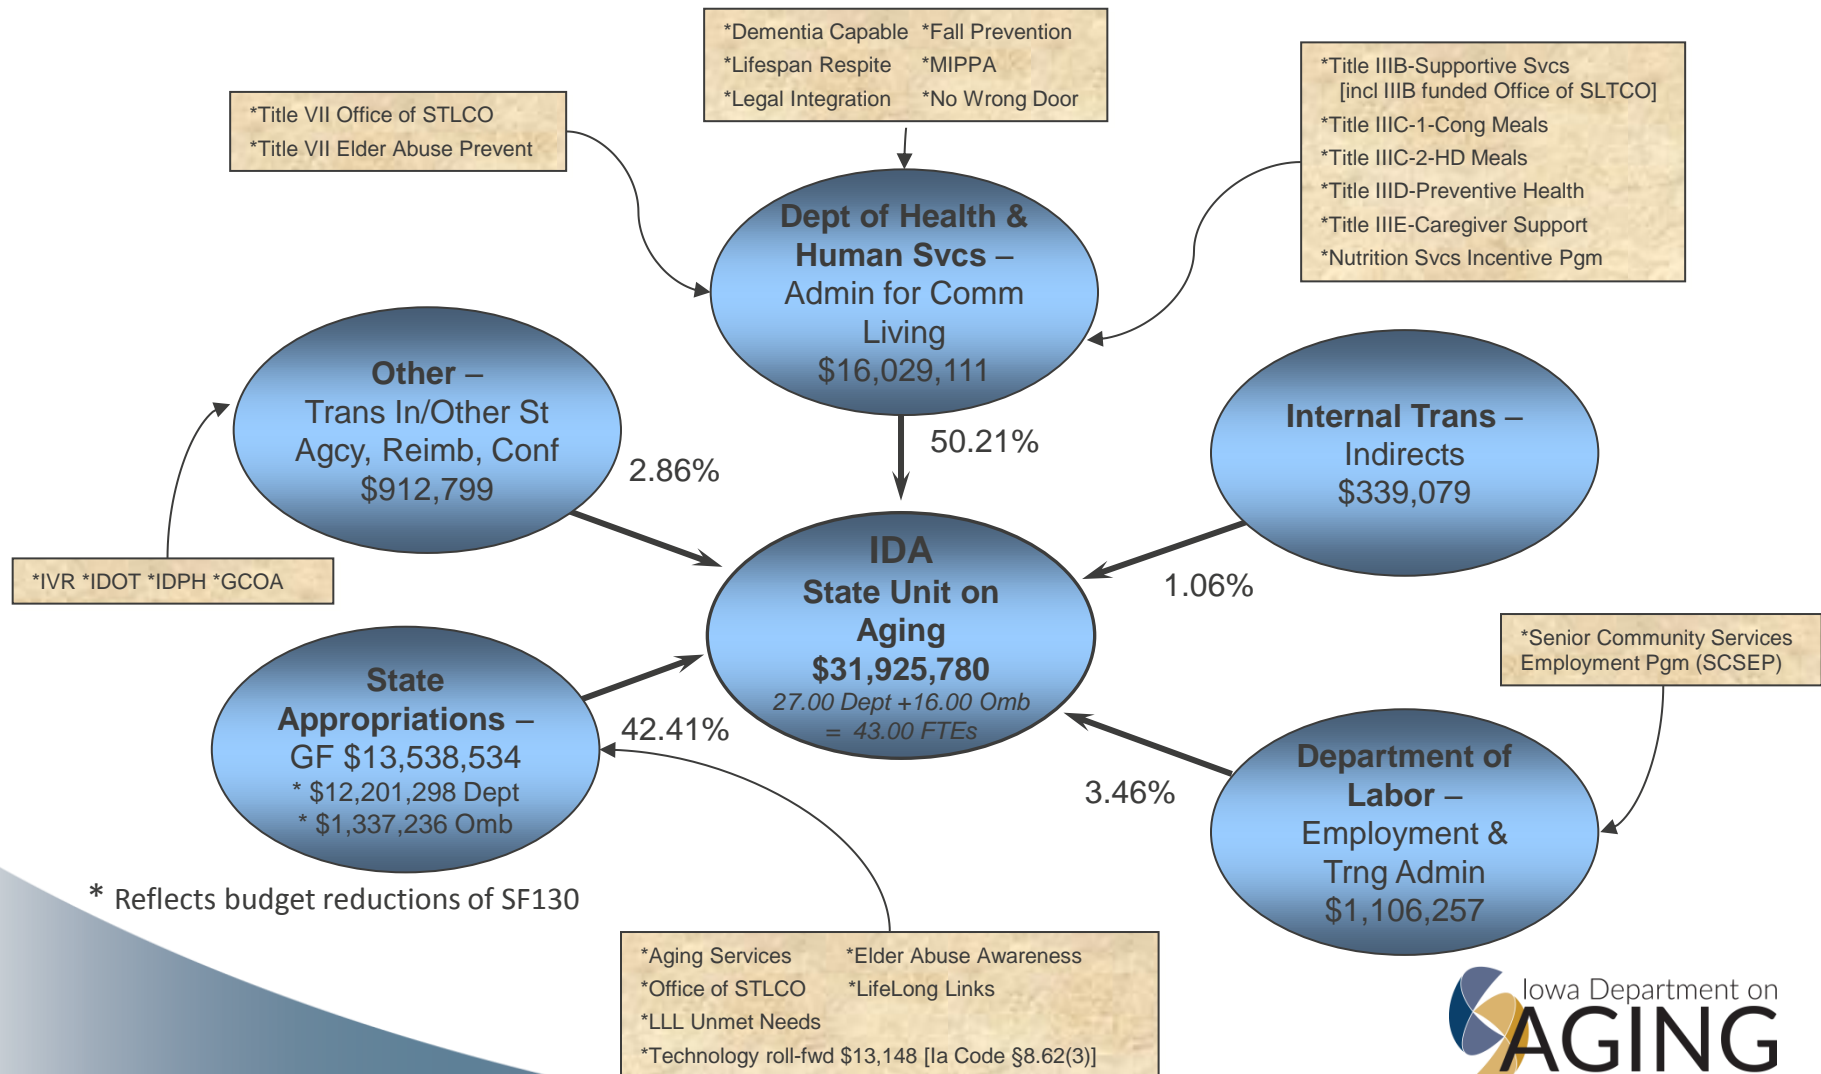 *Dementia Capable *Fall Prevention
*Lifespan Respite *MIPPA
*Legal Integration *No Wrong Door
*Title VII Office of STLCO
*Title VII Elder Abuse Prevent
*Title IIIB-Supportive Svcs
[incl IIIB funded Office of SLTCO]
*Title IIIC-1-Cong Meals
*Title IIIC-2-HD Meals
*Title IIID-Preventive Health
*Title IIIE-Caregiver Support
*Nutrition Svcs Incentive Pgm
Dept of Health &
Human Svcs –
Admin for Comm
Living
$16,029,111
50.21%
Other –
Trans In/Other St
Agcy, Reimb, Conf
$912,799
2.86%
Internal Trans –
Indirects
$339,079
1.06%
*IVR *IDOT *IDPH *GCOA
IDA
State Unit on
Aging
$31,925,780
27.00 Dept +16.00 Omb
= 43.00 FTEs
State
Appropriations –
GF $13,538,534
* $12,201,298 Dept
* $1,337,236 Omb
42.41%
*Senior Community Services
Employment Pgm (SCSEP)
Department of
Labor –
Employment &
Trng Admin
$1,106,257
3.46%
* Reflects budget reductions of SF130
*Aging Services *Elder Abuse Awareness
*Office of STLCO *LifeLong Links
*LLL Unmet Needs
*Technology roll-fwd $13,148 [Ia Code §8.62(3)]
Iowa Department on
AGING